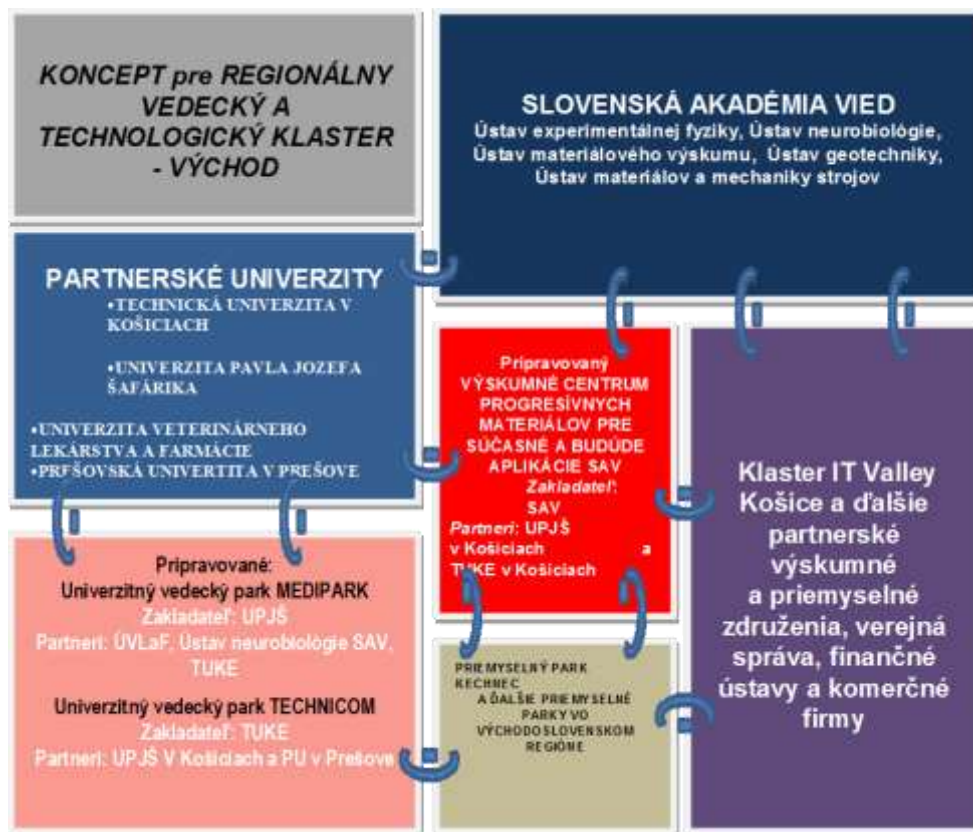 KONCEPT pre REGIONÁLNY
VEDECKÝ A
TECHNOLOGICKÝ KLASTER
- VÝCHOD
SLOVENSKÁ AKADÉMIA VIED
Ústav experimentálnej fyziky, Ústav neurobiológie,
Ústav materiálového výskumu, Ústav geotechniky,
Ústav materiálov a mechaniky strojov
PARTNERSKÉ UNIVERZITY
•TECHNICKÁ UNIVERZITA V
KOŠICIACH
•UNIVERZITA PAVLA JOZEFA
ŠAFÁRIKA
•UNIVERZITA VETERINÁRNEHO
LEKÁRSTVA A FARMÁCIE
•PREŠOVSKÁ UNIVERTITA V PREŠOVE
Pripravovaný
VÝSKUMNÉ CENTRUM
PROGRESÍVNYCH
MATERIÁLOV PRE
SÚČASNÉ A BUDÚDE
APLIKÁCIE SAV
Zakladateľ:
SAV
Partneri: UPJŠ
v Košiciach a
TUKE v Košiciach
Klaster IT Valley
Košice a ďalšie
partnerské
výskumné
a priemyselné
združenia, verejná
správa, finančné
ústavy a komerčné
firmy
Pripravované:
Univerzitný vedecký park MEDIPARK
Zakladateľ: UPJŠ
Partneri: ÚVLaF, Ústav neurobiológie SAV,
TUKE
Univerzitný vedecký park TECHNICOM
Zakladateľ: TUKE
Partneri: UPJŠ V Košiciach a PU v Prešove
PRIEMYSELNÝ PARK
KECHNEC
A ĎALŠIE PRIEMYSELNÉ
PARKY VO
VÝCHODOSLOVENSKOM
REGIÓNE